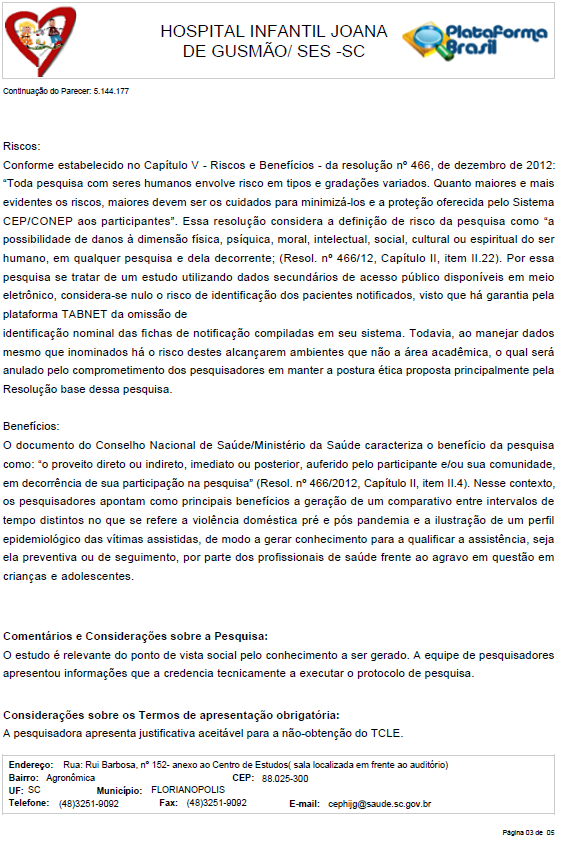 HOSPITAL INFANTIL JOANA
DE GUSMÃO/ SES -SC
Plataforma
Brasil
Continuação do Parecer: 5.144.177
Riscos:
Conforme estabelecido no Capítulo V - Riscos e Benefícios - da resolução nº 466, de dezembro de 2012:
“Toda pesquisa com seres humanos envolve risco em tipos e gradações variados. Quanto maiores e mais
evidentes os riscos, maiores devem ser os cuidados para minimizá-los e a proteção oferecida pelo Sistema
CEP/CONEP aos participantes”. Essa resolução considera a definição de risco da pesquisa como “a
possibilidade de danos à dimensão física, psíquica, moral, intelectual, social, cultural ou espiritual do ser
humano, em qualquer pesquisa e dela decorrente; (Resol. nº 466/12, Capítulo II, item II.22). Por essa
pesquisa se tratar de um estudo utilizando dados secundários de acesso público disponíveis em meio
eletrônico, considera-se nulo o risco de identificação dos pacientes notificados, visto que há garantia pela
plataforma TABNET da omissão de
identificação nominal das fichas de notificação compiladas em seu sistema. Todavia, ao manejar dados
mesmo que inominados há o risco destes alcançarem ambientes que não a área acadêmica, o qual será
anulado pelo comprometimento dos pesquisadores em manter a postura ética proposta principalmente pela
Resolução base dessa pesquisa.
Benefícios:
O documento do Conselho Nacional de Saúde/Ministério da Saúde caracteriza o benefício da pesquisa
como: “o proveito direto ou indireto, imediato ou posterior, auferido pelo participante e/ou sua comunidade,
em decorrência de sua participação na pesquisa” (Resol. nº 466/2012, Capítulo II, item II.4). Nesse contexto,
os pesquisadores apontam como principais benefícios a geração de um comparativo entre intervalos de
tempo distintos no que se refere a violência doméstica pré e pós pandemia e a ilustração de um perfil
epidemiológico das vítimas assistidas, de modo a gerar conhecimento para a qualificar a assistência, seja
ela preventiva ou de seguimento, por parte dos profissionais de saúde frente ao agravo em questão em
crianças e adolescentes.
Comentários e Considerações sobre a Pesquisa:
O estudo é relevante do ponto de vista social pelo conhecimento a ser gerado. A equipe de pesquisadores
apresentou informações que a credencia tecnicamente a executar o protocolo de pesquisa.
Considerações sobre os Termos de apresentação obrigatória:
A pesquisadora apresenta justificativa aceitável para a não-obtenção do TCLE.
Endereço: Rua: Rui Barbosa, nº 152- anexo ao Centro de Estudos( sala localizada em frente ao auditório)
Bairro: Agronômica CEP: 88.025-300
UF: SC Município: FLORIANOPOLIS
Telefone: (48)3251-9092 Fax: (48)3251-9092 E-mail: cephijg@saude.sc.gov.br
Página 03 de 05